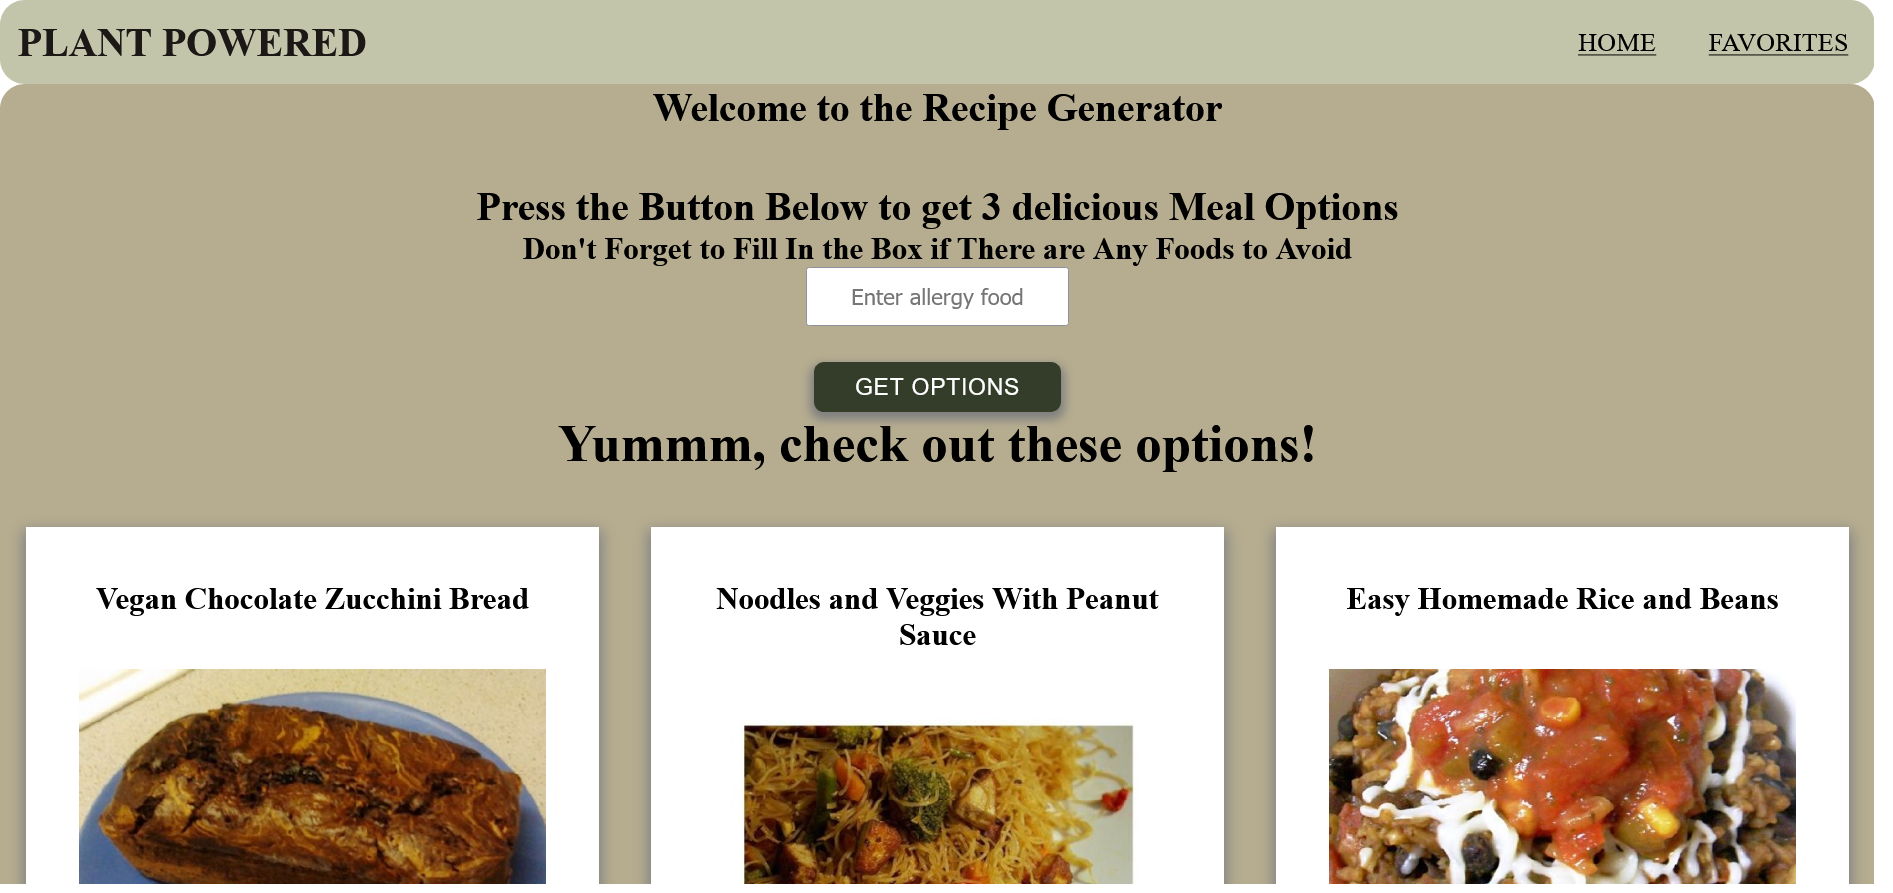 PLANT POWERED
HOME
FAVORITES
Welcome to the Recipe Generator
Press the Button Below to get 3 delicious Meal Options
Don't Forget to Fill In the Box if There are Any Foods to Avoid
Enter allergy food
GET OPTIONS
Yummm, check out these options!
Vegan Chocolate Zucchini Bread
Noodles and Veggies With Peanut
Sauce
Easy Homemade Rice and Beans